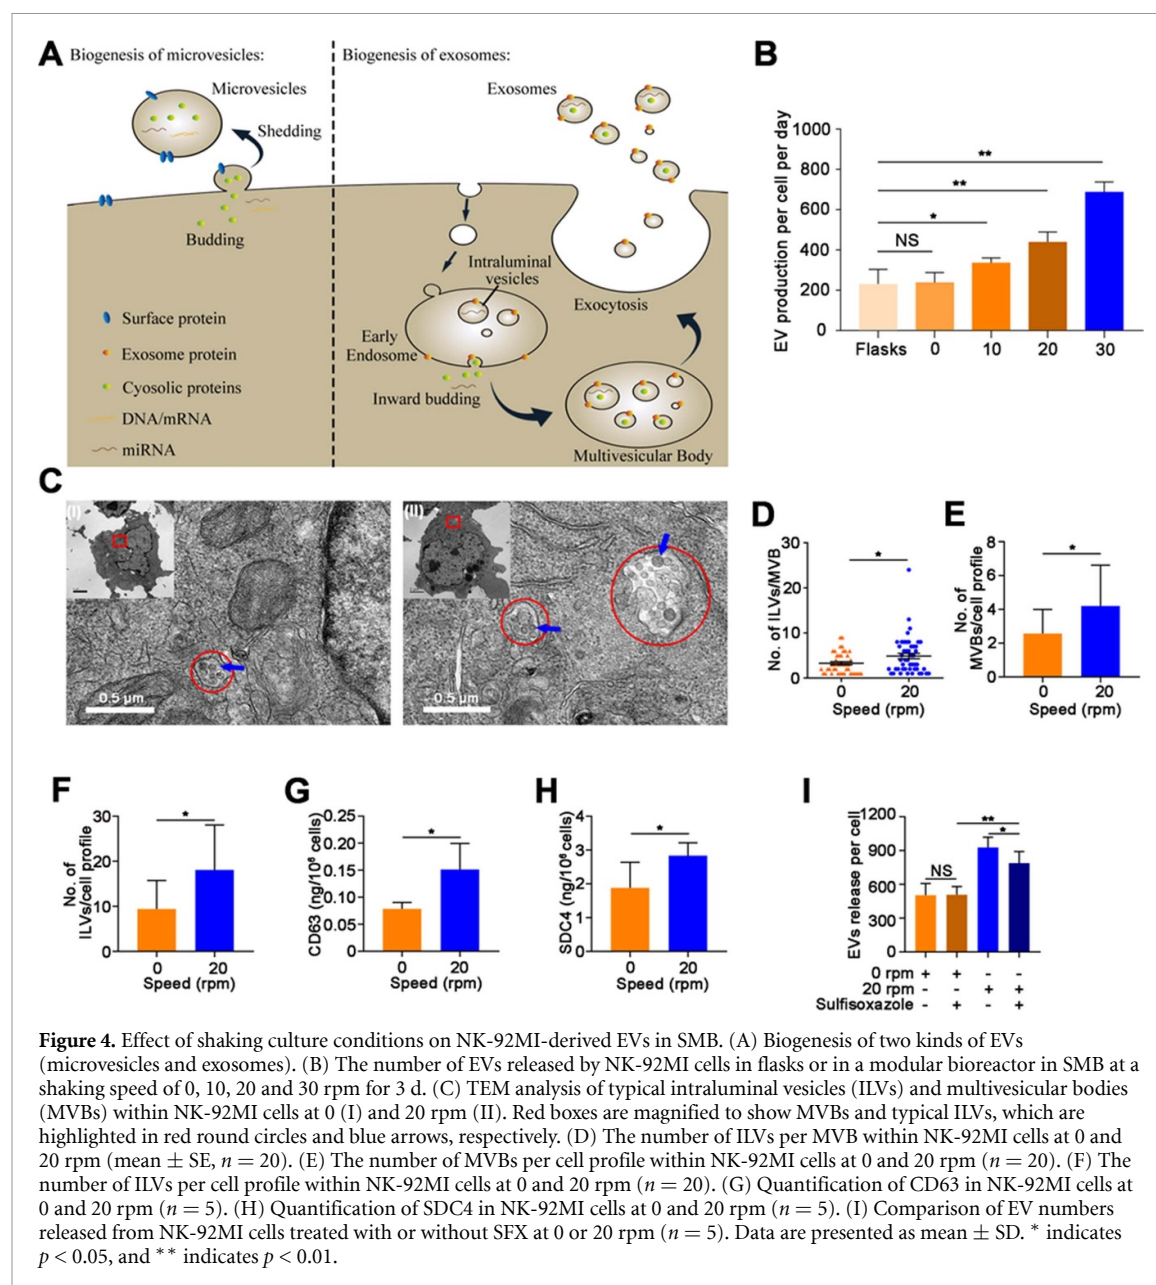 A
Biogenesis of microvesicles:
Biogenesis of exosomes:
Microvesicles
Shedding
Budding
Exosomes
Intraluminal
vesicles
Exocytosis
Early
Endosome
Inward budding
Multivesicular Body
Surface protein
Exosome protein
Cyosolic proteins
DNA/mRNA
miRNA
B
EV production per cell per day
1000
800
600
400
200
0
**
**
*
NS
Flasks 0 10 20 30
C
(I)
0.5 μm
(II)
0.5 μm
D
No. of ILVs/MVB
30
20
10
0
*
0 20
Speed (rpm)
E
No. of
MVBs/cell profile
8
6
4
2
0
*
0 20
Speed (rpm)
F
No. of
ILVs/cell profile
30
20
10
0
*
0 20
Speed (rpm)
G
CD63 (ng/10⁶ cells)
0.25
0.20
0.15
0.10
0.05
0
*
0 20
Speed (rpm)
H
SDC4 (ng/10⁶ cells)
4
3
2
1
0
*
0 20
Speed (rpm)
I
EVs release per cell
1200
900
600
300
0
NS
**
*
0 rpm + + - -
20 rpm - - + +
Sulfisoxazole - + - +
Figure 4. Effect of shaking culture conditions on NK-92MI-derived EVs in SMB. (A) Biogenesis of two kinds of EVs
(microvesicles and exosomes). (B) The number of EVs released by NK-92MI cells in flasks or in a modular bioreactor in SMB at a
shaking speed of 0, 10, 20 and 30 rpm for 3 d. (C) TEM analysis of typical intraluminal vesicles (ILVs) and multivesicular bodies
(MVBs) within NK-92MI cells at 0 (I) and 20 rpm (II). Red boxes are magnified to show MVBs and typical ILVs, which are
highlighted in red round circles and blue arrows, respectively. (D) The number of ILVs per MVB within NK-92MI cells at 0 and
20 rpm (mean ± SE, n = 20). (E) The number of MVBs per cell profile within NK-92MI cells at 0 and 20 rpm (n = 20). (F) The
number of ILVs per cell profile within NK-92MI cells at 0 and 20 rpm (n = 20). (G) Quantification of CD63 in NK-92MI cells at
0 and 20 rpm (n = 5). (H) Quantification of SDC4 in NK-92MI cells at 0 and 20 rpm (n = 5). (I) Comparison of EV numbers
released from NK-92MI cells treated with or without SFX at 0 or 20 rpm (n = 5). Data are presented as mean ± SD. * indicates
p < 0.05, and ** indicates p < 0.01.